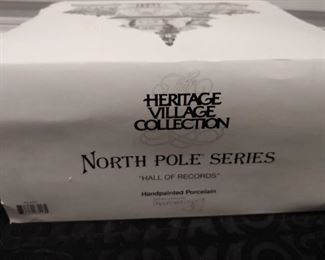 HERITAGE
VILLAGE
COLLECTION
NORTH POLE SERIES
"HALL OF RECORDS"
Handpainted Porcelain